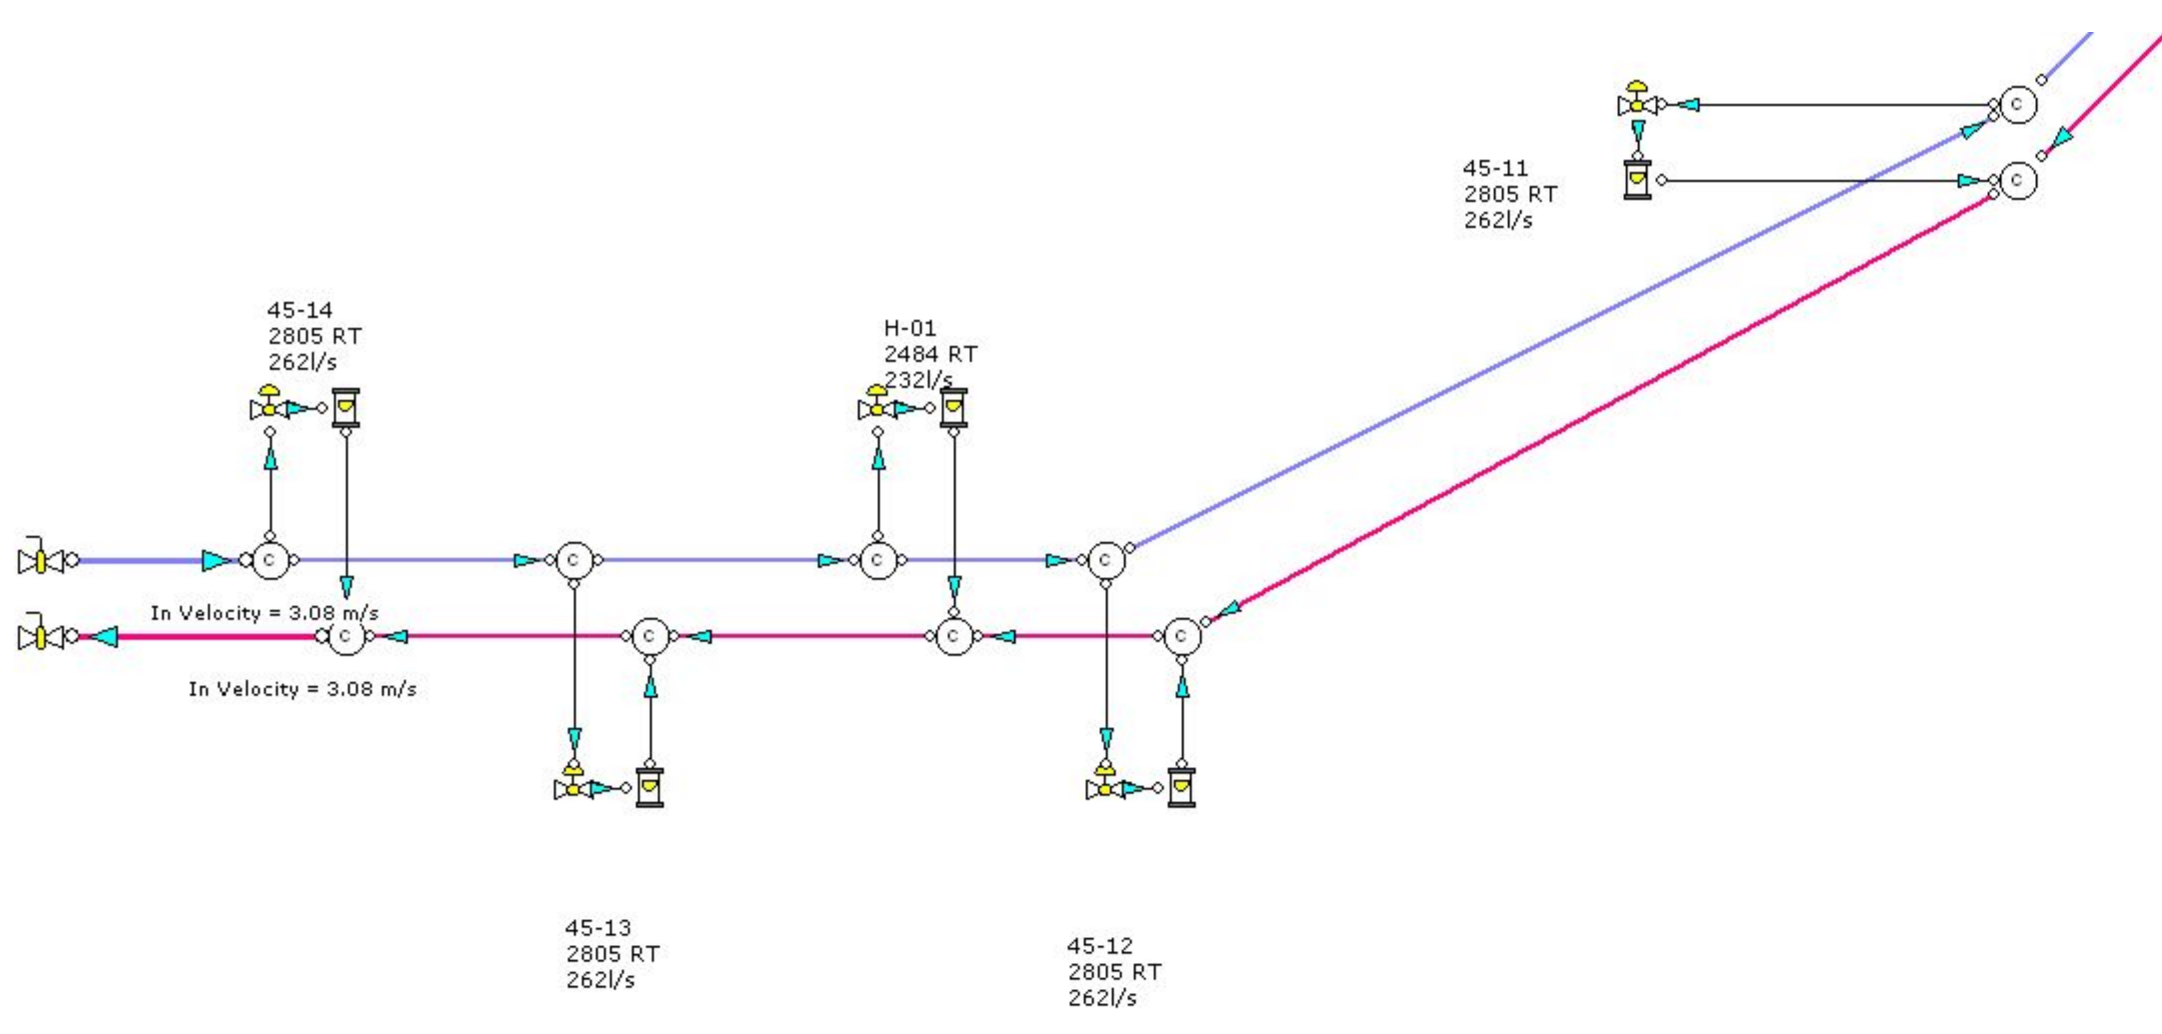 45-11
2805 RT
262l/s
45-14
2805 RT
262l/s
H-01
2484 RT
232l/s
C
C
C
C
C
C
In Velocity = 3.08 m/s
C
C
C
C
In Velocity = 3.08 m/s
45-13
2805 RT
262l/s
45-12
2805 RT
262l/s